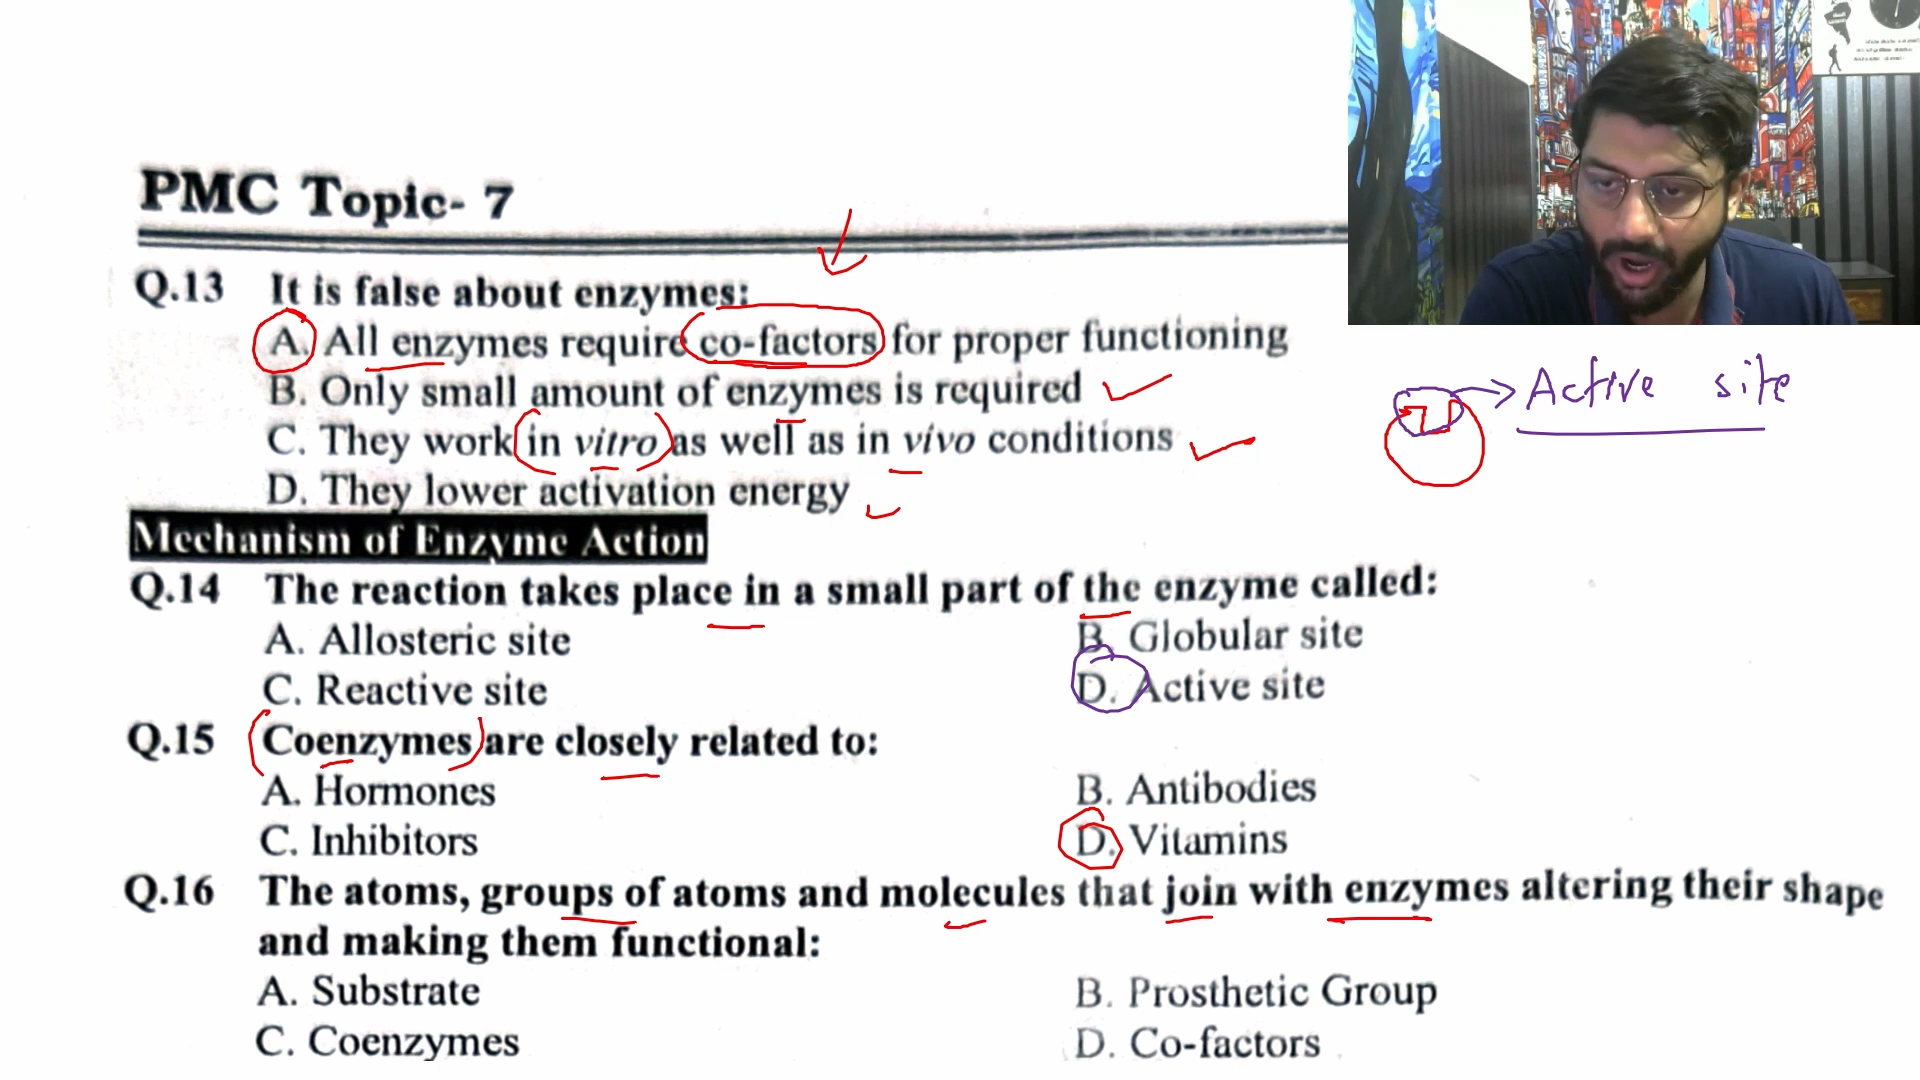 PMC Topic- 7
Q.13 It is false about enzymes:
A. All enzymes require co-factors for proper functioning
B. Only small amount of enzymes is required
C. They work in vitro as well as in vivo conditions
D. They lower activation energy
Active site
Mechanism of Enzyme Action
Q.14 The reaction takes place in a small part of the enzyme called:
A. Allosteric site B. Globular site
C. Reactive site D. Active site
Q.15 Coenzymes are closely related to:
A. Hormones B. Antibodies
C. Inhibitors D. Vitamins
Q.16 The atoms, groups of atoms and molecules that join with enzymes altering their shape
and making them functional:
A. Substrate B. Prosthetic Group
C. Coenzymes D. Co-factors